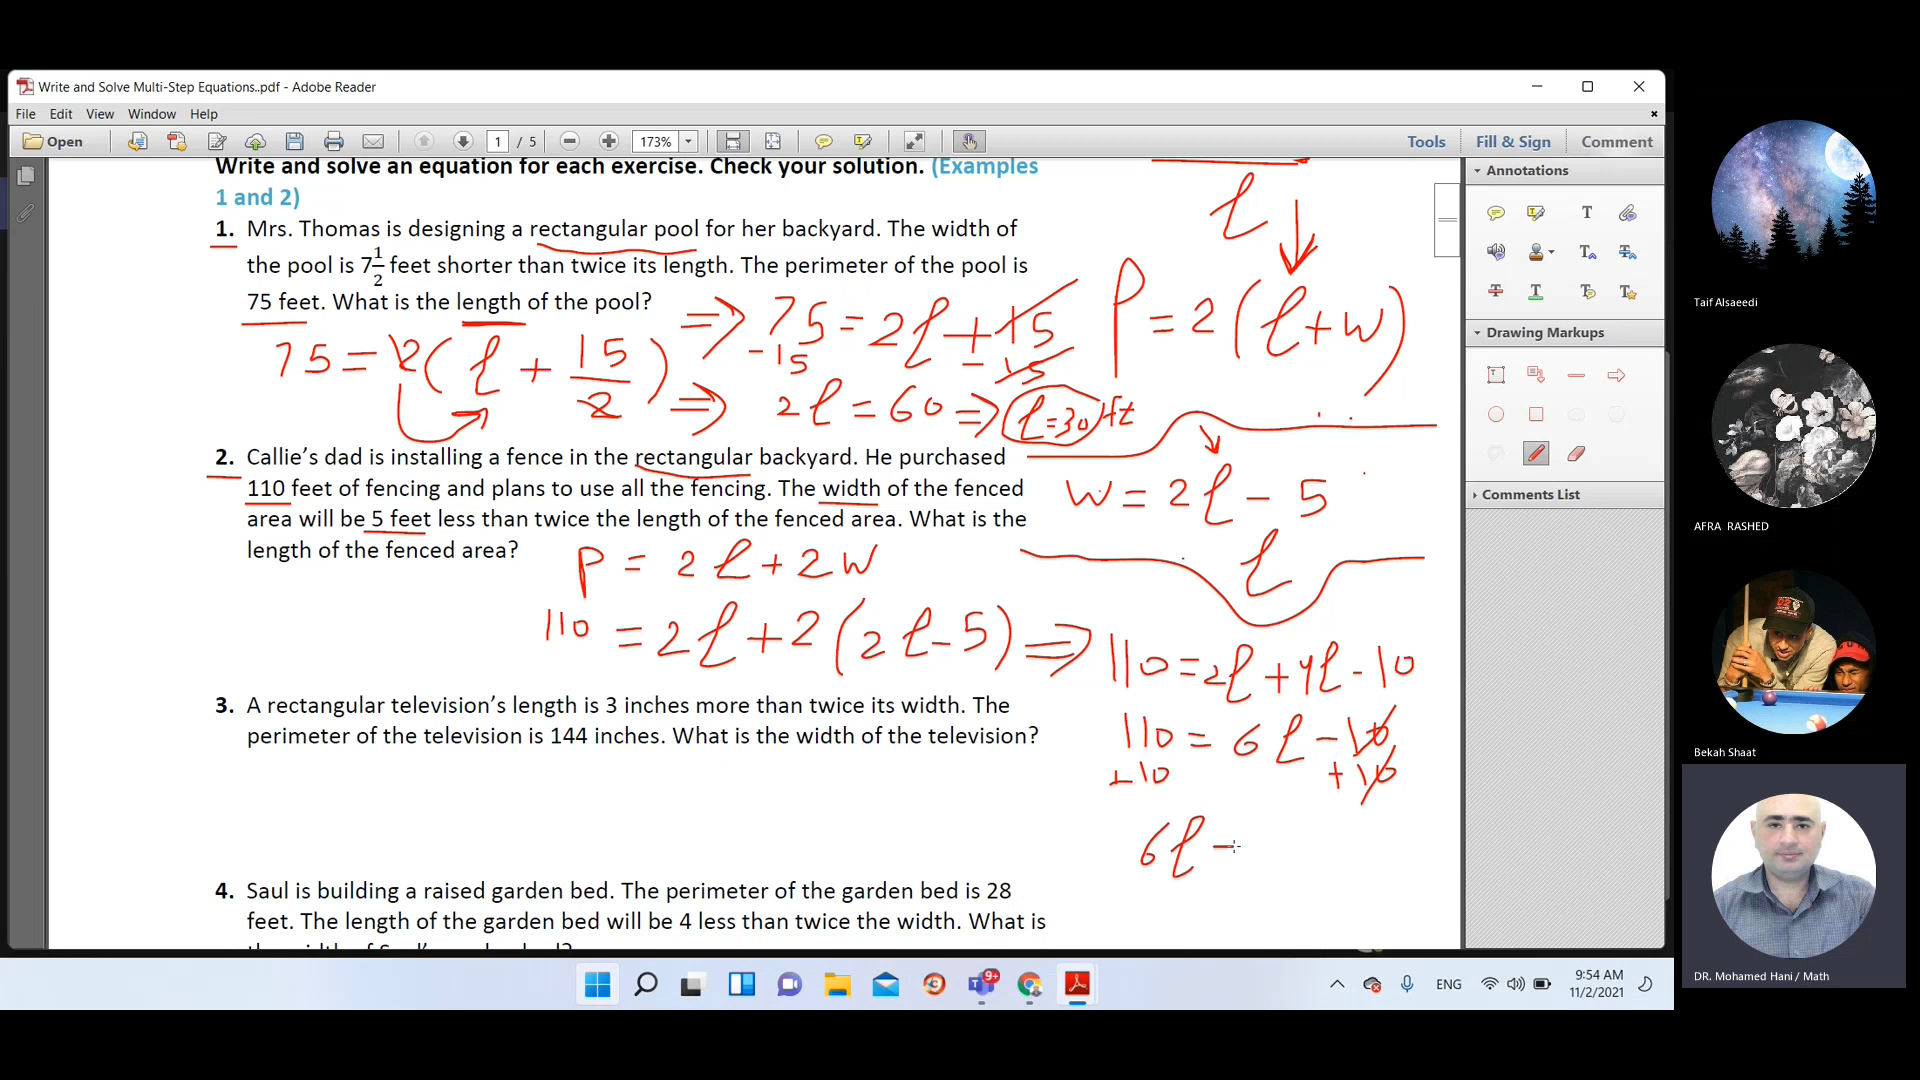 Write and Solve Multi-Step Equations..pdf - Adobe Reader
File Edit View Window Help
Open 1 / 5 173% Tools Fill & Sign Comment
Write and solve an equation for each exercise. Check your solution. (Examples
1 and 2)
1. Mrs. Thomas is designing a rectangular pool for her backyard. The width of
the pool is 7 1/2 feet shorter than twice its length. The perimeter of the pool is
75 feet. What is the length of the pool?
75 = 2(ℓ + 15/2)
⇒ 75 = 2ℓ + 15
-15 - 15
⇒ 2ℓ = 60 ⇒ ℓ = 30 ft
ℓ
P = 2(ℓ+w)
2. Callie's dad is installing a fence in the rectangular backyard. He purchased
110 feet of fencing and plans to use all the fencing. The width of the fenced
area will be 5 feet less than twice the length of the fenced area. What is the
length of the fenced area?
w = 2ℓ - 5
ℓ
P = 2ℓ + 2w
110 = 2ℓ + 2(2ℓ - 5) ⇒
110 = 2ℓ + 4ℓ - 10
110 = 6ℓ - 10
+10 +10
6ℓ -
3. A rectangular television's length is 3 inches more than twice its width. The
perimeter of the television is 144 inches. What is the width of the television?
4. Saul is building a raised garden bed. The perimeter of the garden bed is 28
feet. The length of the garden bed will be 4 less than twice the width. What is
Annotations
Drawing Markups
Comments List
Taif Alsaeedi
AFRA RASHED
Bekah Shaat
DR. Mohamed Hani / Math
9+
ENG
9:54 AM
11/2/2021